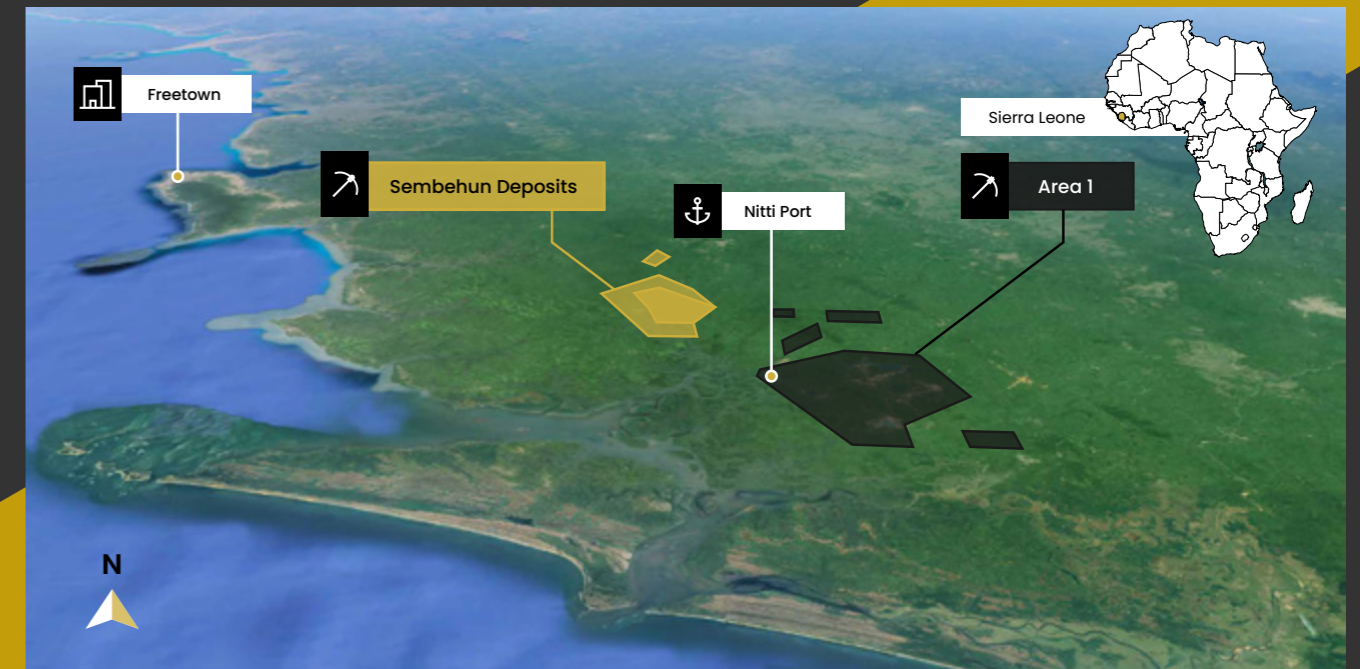 Freetown
Sierra Leone
Sembehun Deposits
Area 1
Nitti Port
N